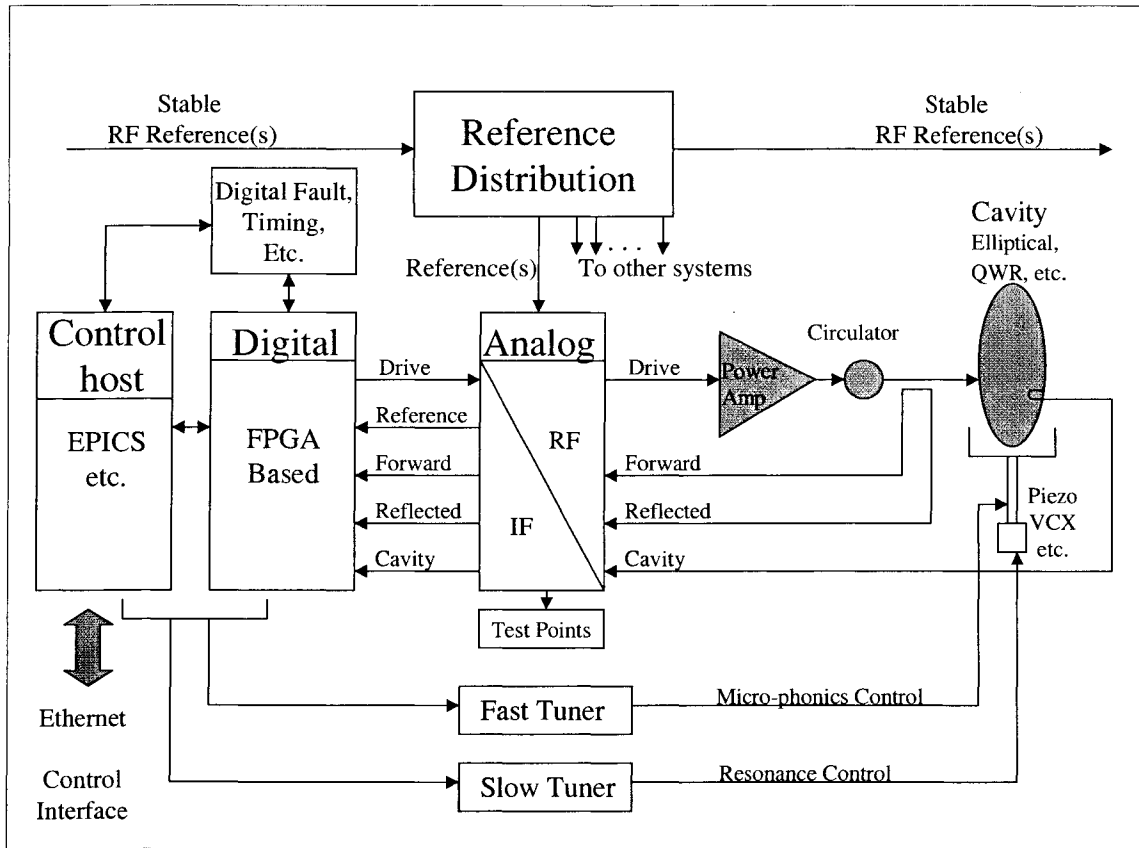 Stable
RF Reference(s)
Reference
Distribution
Stable
RF Reference(s)
Digital Fault,
Timing,
Etc.
Reference(s)
To other systems
Cavity
Elliptical,
QWR, etc.
Control
host
EPICS
etc.
Digital
FPGA
Based
Drive
Reference
Forward
Reflected
Cavity
Analog
RF
IF
Drive
Power
Amp
Circulator
Forward
Reflected
Cavity
Piezo
VCX
etc.
Test Points
Ethernet
Control
Interface
Fast Tuner
Micro-phonics Control
Slow Tuner
Resonance Control